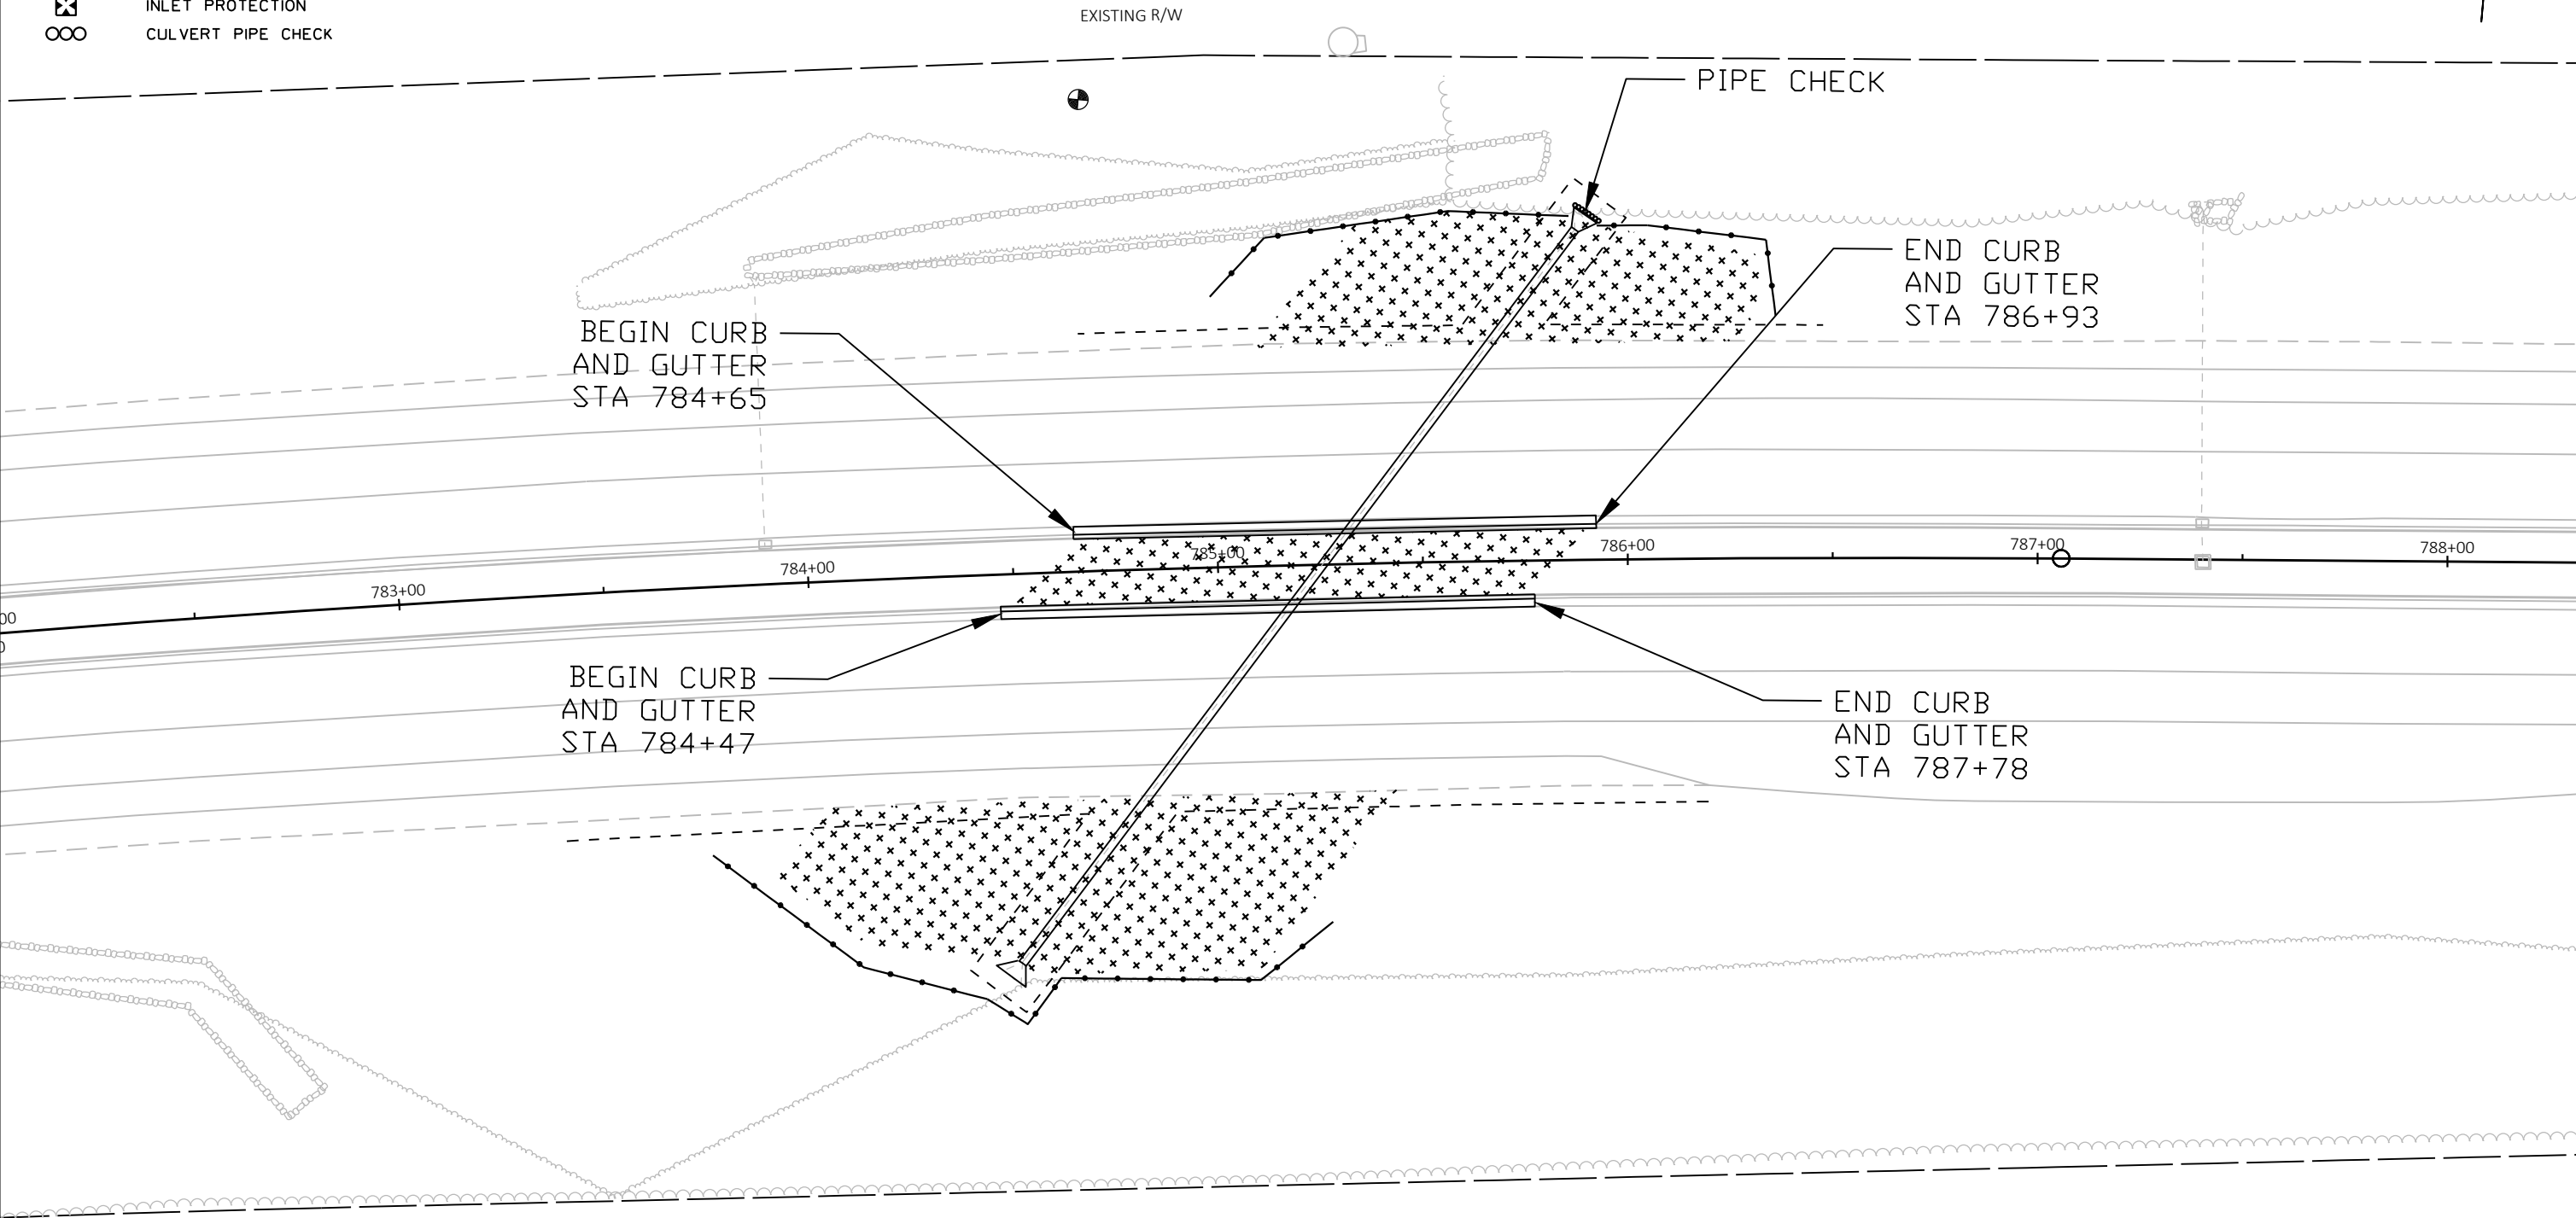 INLET PROTECTION
CULVERT PIPE CHECK
EXISTING R/W
PIPE CHECK
END CURB
AND GUTTER
STA 786+93
BEGIN CURB
AND GUTTER
STA 784+65
783+00
784+00
785+00
786+00
787+00
788+00
00
0
BEGIN CURB
AND GUTTER
STA 784+47
END CURB
AND GUTTER
STA 787+78